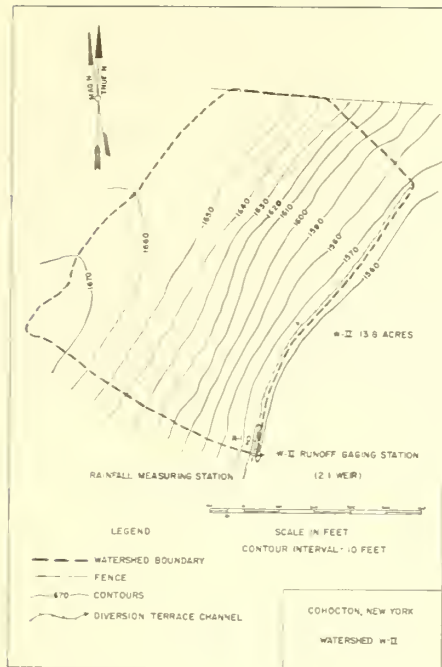 MAG N
TRUE N
1670
1660
1650
1640
1630
1620
1610
1600
1590
1580
1570
1560
W-II 13.8 ACRES
W-II RUNOFF GAGING STATION
RAINFALL MEASURING STATION
(2:1 WEIR)
LEGEND
WATERSHED BOUNDARY
FENCE
1670 CONTOURS
DIVERSION TERRACE CHANNEL
SCALE IN FEET
CONTOUR INTERVAL-10 FEET
COHOCTON, NEW YORK
WATERSHED W-II